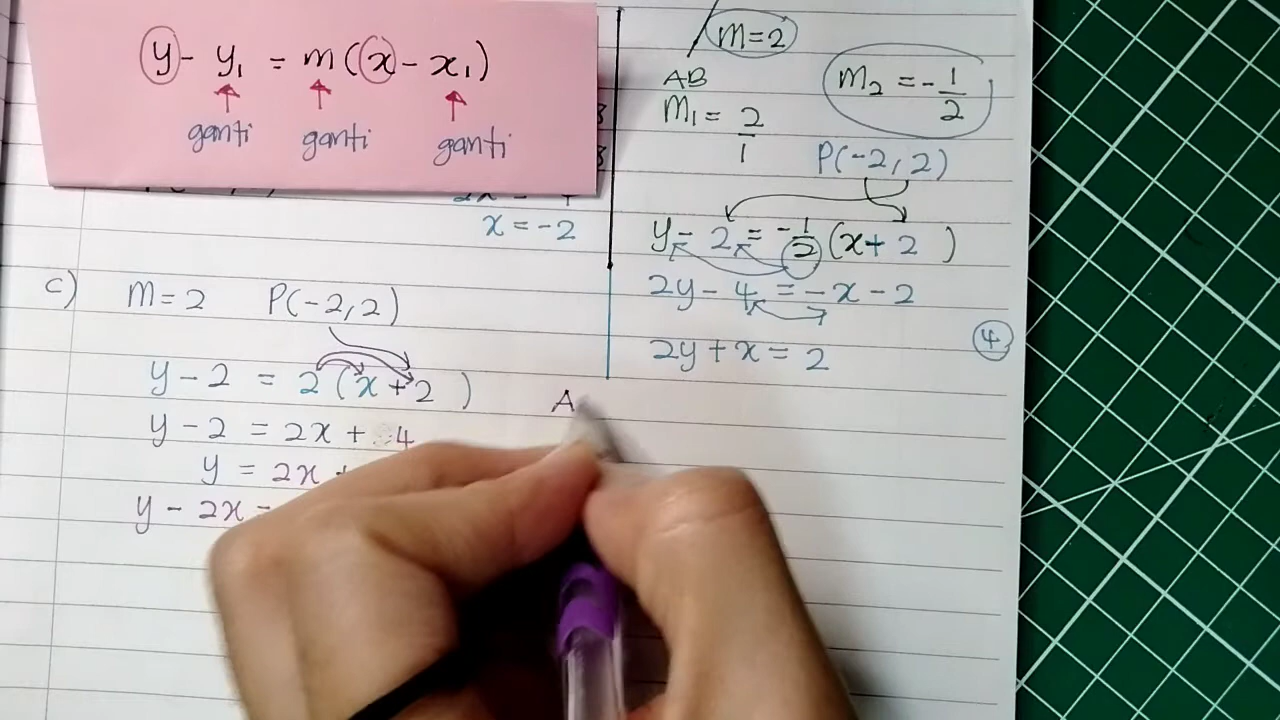 y - y₁ = m(x - x₁)
ganti ganti ganti
x = -2
c) m = 2 P(-2, 2)
y - 2 = 2(x + 2)
y - 2 = 2x + 4
y = 2x +
y - 2x =
m = 2
AB
m₁ = 2/1
m₂ = -1/2
P(-2, 2)
y - 2 = -1/2 (x + 2)
2y - 4 = -x - 2
2y + x = 2
4
A